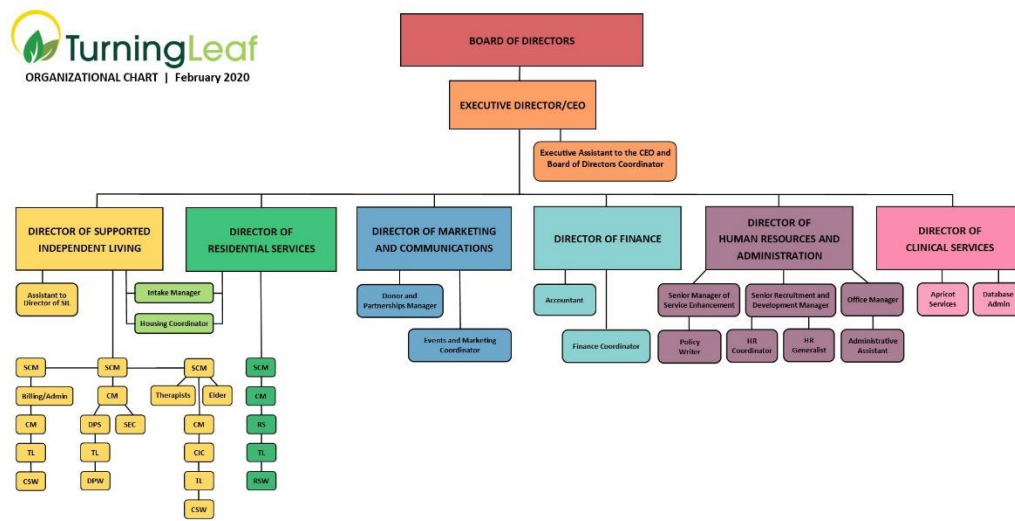 TurningLeaf
ORGANIZATIONAL CHART | February 2020
BOARD OF DIRECTORS
EXECUTIVE DIRECTOR/CEO
Executive Assistant to the CEO and
Board of Directors Coordinator
DIRECTOR OF SUPPORTED
INDEPENDENT LIVING
DIRECTOR OF
RESIDENTIAL SERVICES
DIRECTOR OF MARKETING
AND COMMUNICATIONS
DIRECTOR OF FINANCE
DIRECTOR OF
HUMAN RESOURCES AND
ADMINISTRATION
DIRECTOR OF
CLINICAL SERVICES
Assistant to
Director of SIL
Intake Manager
Housing Coordinator
Donor and
Partnerships Manager
Events and Marketing
Coordinator
Accountant
Finance Coordinator
Senior Manager of
Service Enhancement
Senior Recruitment and
Development Manager
Office Manager
Policy
Writer
HR
Coordinator
HR
Generalist
Administrative
Assistant
Apricot
Services
Database
Admin
SCM
SCM
SCM
SCM
Billing/Admin
CM
Therapists
Elder
CM
CM
DPS
SEC
CM
RS
TL
TL
CIC
TL
CSW
DPW
TL
RSW
CSW